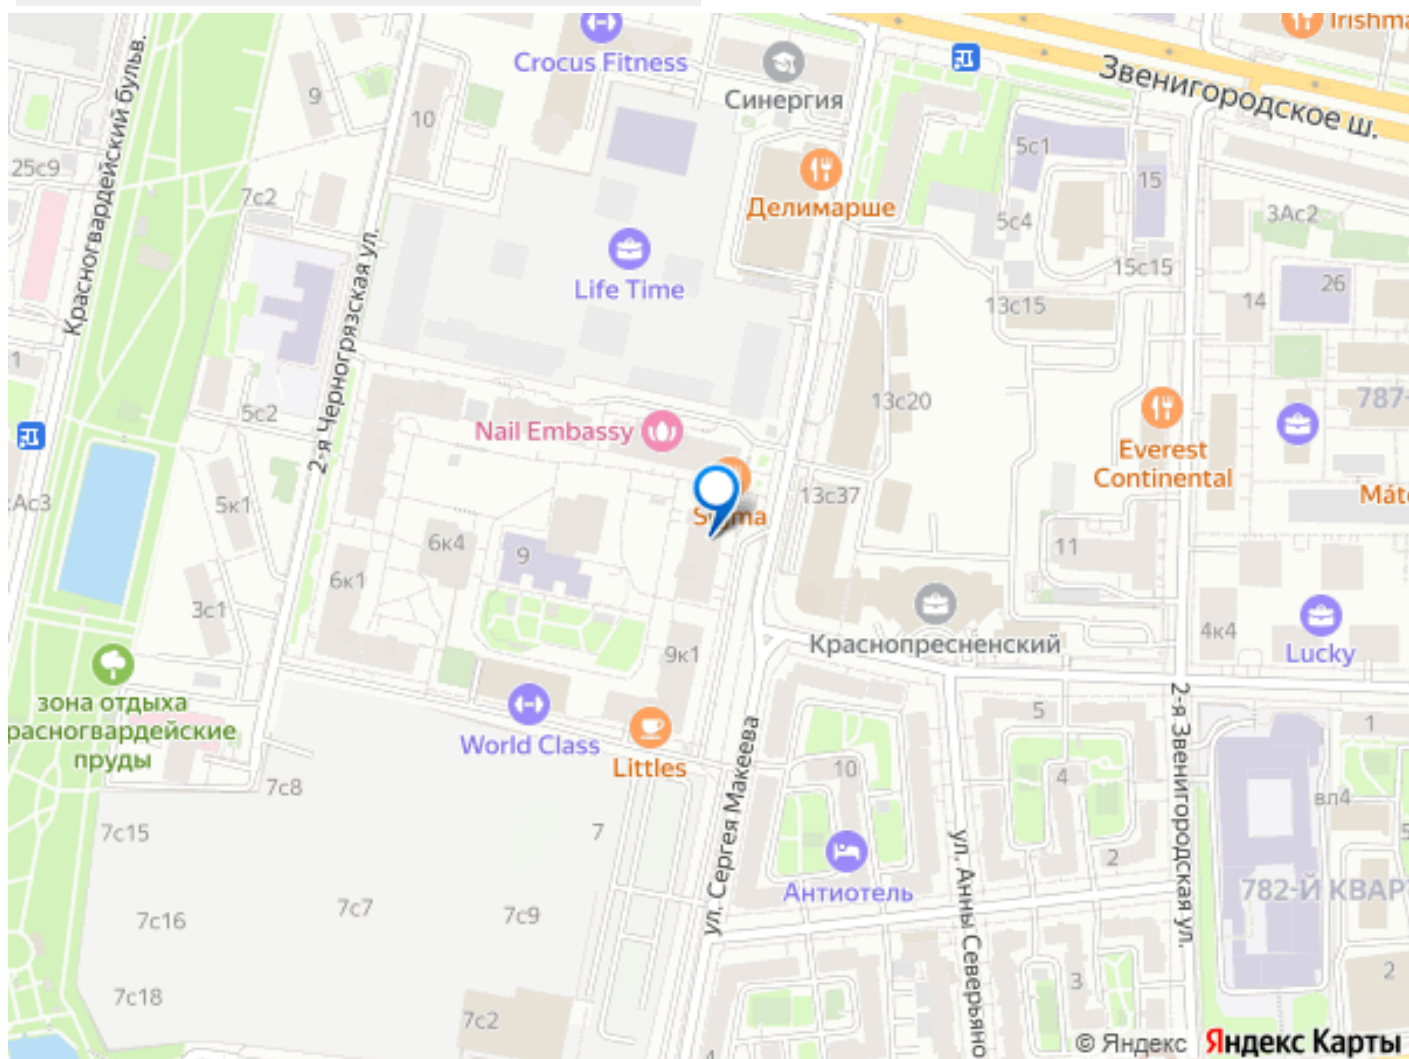 Crocus Fitness
Синергия
Irishma
Звенигородское ш.
Красногвардейский бульв.
9
10
25с9
7с2
Делимарше
5с1
15
5с4
3Ас2
15с15
26
14
13с15
Life Time
2-я Черногрязская ул.
1
5с2
13с20
787-
Nail Embassy
Everest
Continental
Máte
:Ас3
5к1
13с37
6к4
9
11
6к1
3с1
4к4
Краснопресненский
Lucky
9к1
зона отдыха
расногвардейские
пруды
World Class
Littles
ул. Сергея Макеева
5
2-я Звенигородская ул.
1
10
4
7с8
вл4
7с15
7
5
ул. Анны Северьяно
2
Антиотель
782-Й КВАР
7с16
7с7
7с9
7с18
3
2
7с2
4
© Яндекс Яндекс Карты